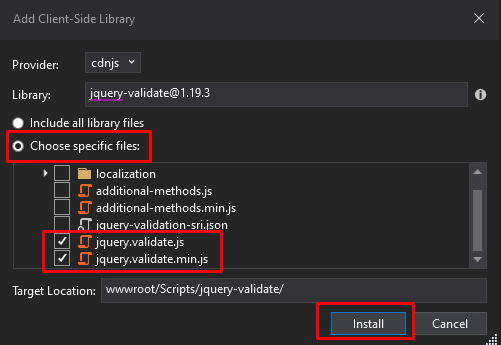 Add Client-Side Library
Provider: cdnjs
Library: jquery-validate@1.19.3
Include all library files
Choose specific files:
localization
additional-methods.js
additional-methods.min.js
jquery-validation-sri.json
jquery.validate.js
jquery.validate.min.js
Target Location: wwwroot/Scripts/jquery-validate/
Install Cancel